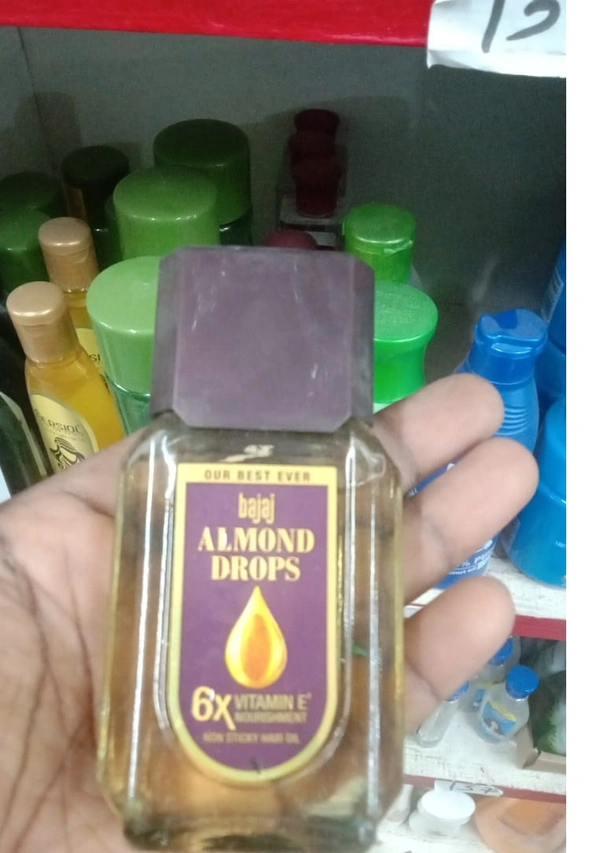 OUR BEST EVER
bajaj
ALMOND
DROPS
6X VITAMIN E
NOURISHMENT
NON STICKY HAIR OIL